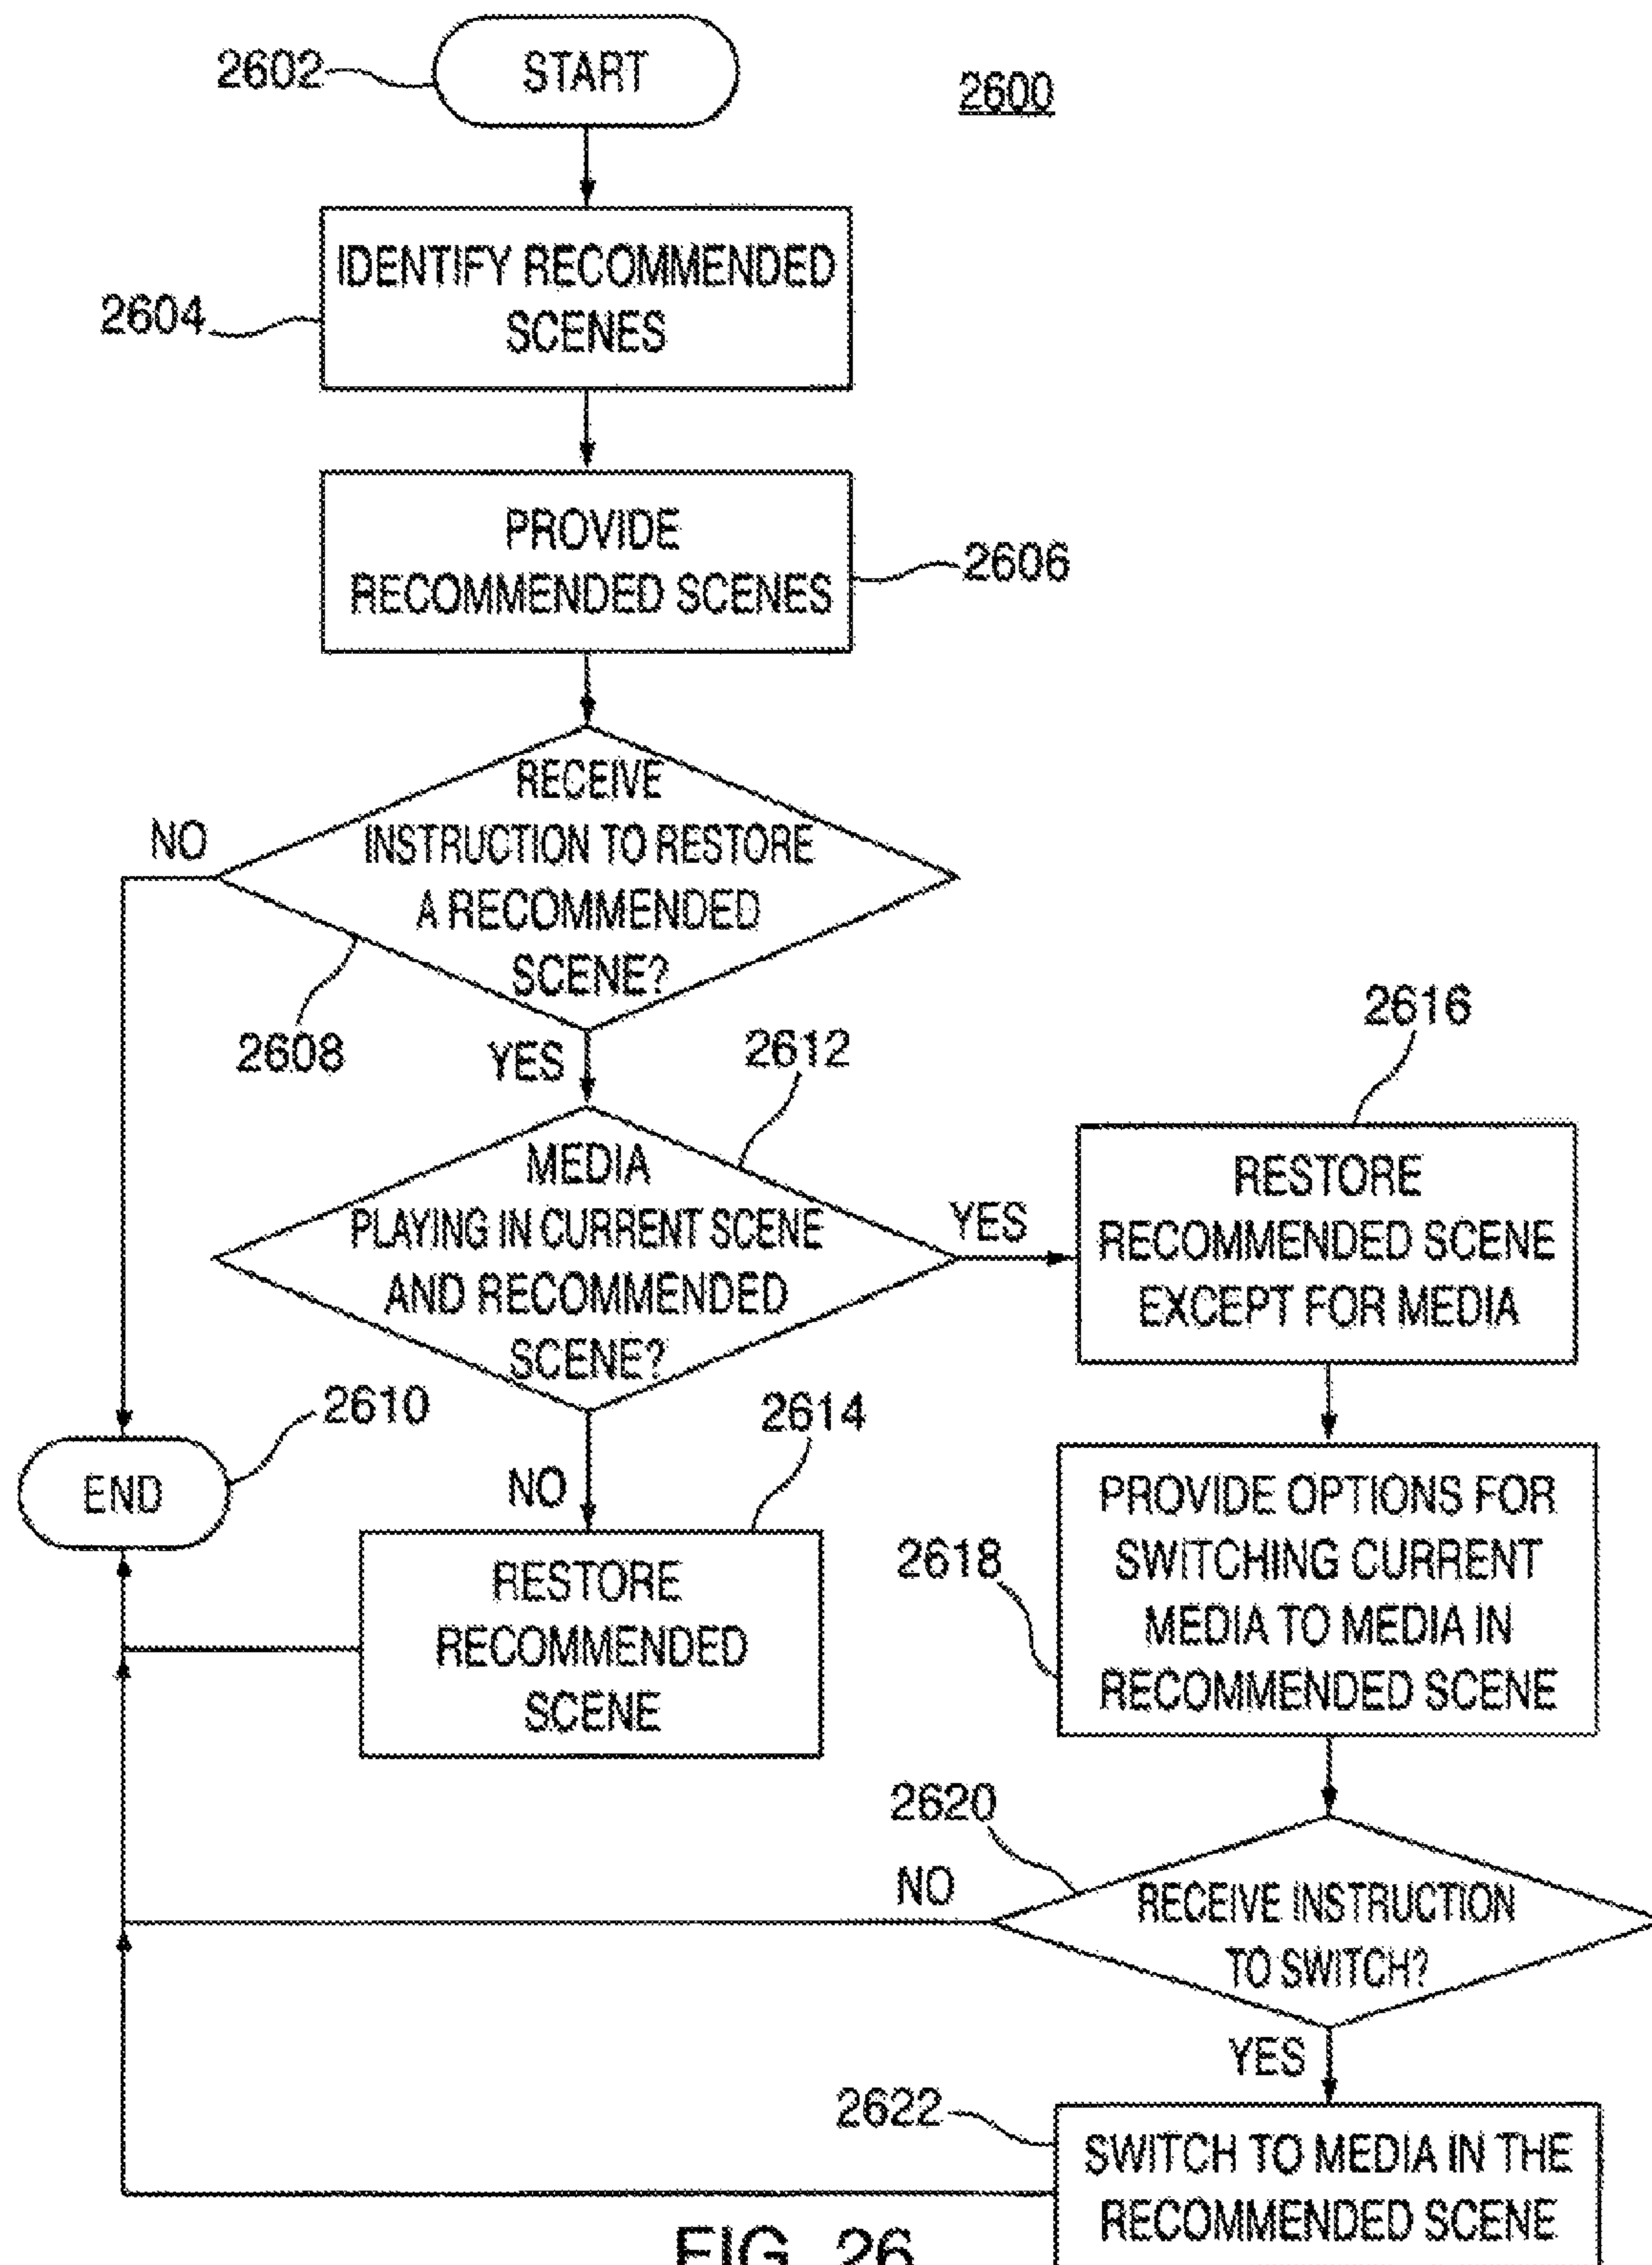 2602
START
2600
IDENTIFY RECOMMENDED
SCENES
2604
PROVIDE
RECOMMENDED SCENES
2606
RECEIVE
INSTRUCTION TO RESTORE
A RECOMMENDED
SCENE?
NO
2608
YES
2612
MEDIA
PLAYING IN CURRENT SCENE
AND RECOMMENDED
SCENE?
YES
2616
RESTORE
RECOMMENDED SCENE
EXCEPT FOR MEDIA
2610
END
NO
2614
RESTORE
RECOMMENDED
SCENE
2618
PROVIDE OPTIONS FOR
SWITCHING CURRENT
MEDIA TO MEDIA IN
RECOMMENDED SCENE
2620
NO
RECEIVE INSTRUCTION
TO SWITCH?
YES
2622
SWITCH TO MEDIA IN THE
RECOMMENDED SCENE
FIG. 26